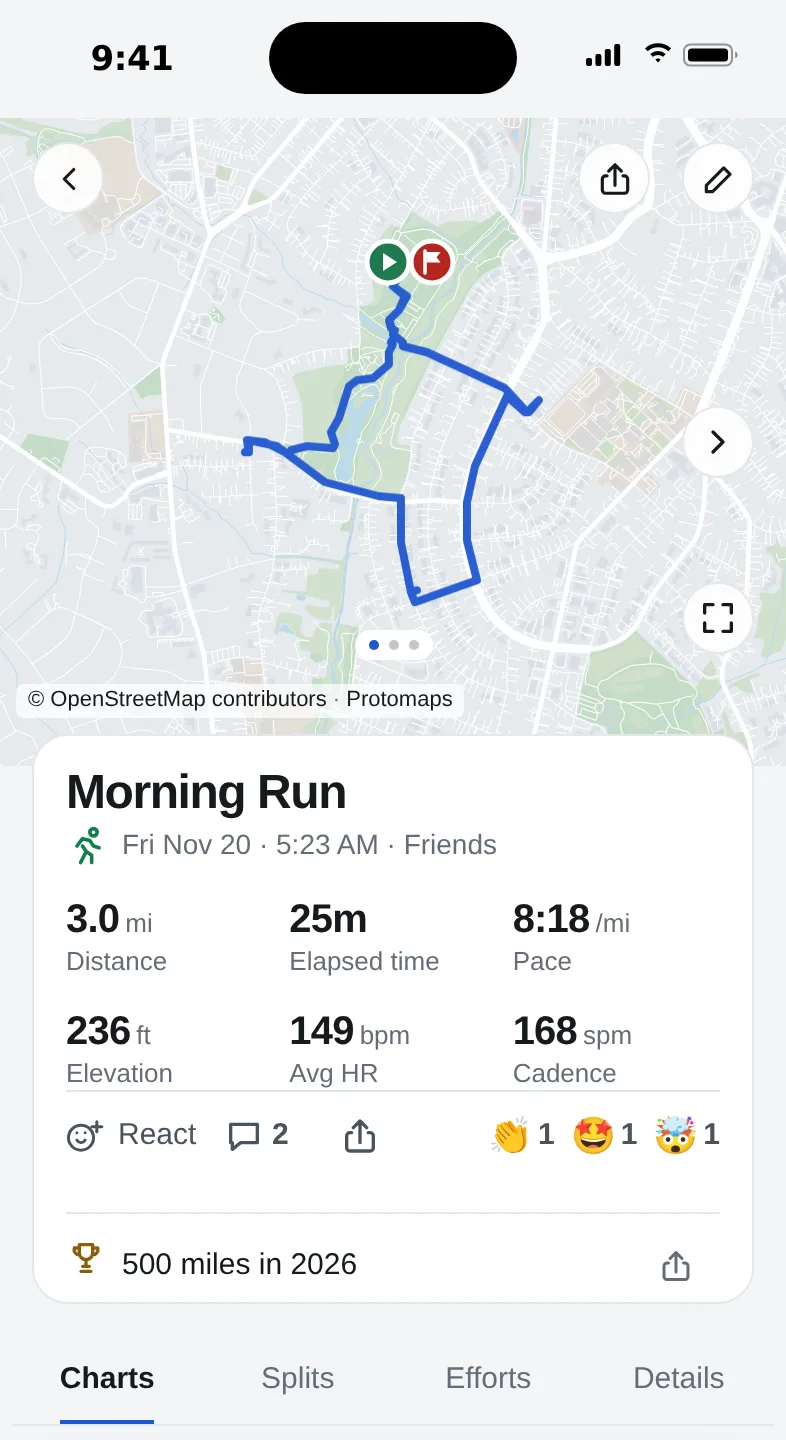 9:41
© OpenStreetMap contributors · Protomaps
Morning Run
Fri Nov 20 · 5:23 AM · Friends
3.0 mi 25m 8:18 /mi
Distance Elapsed time Pace
236 ft 149 bpm 168 spm
Elevation Avg HR Cadence
React 2 1 1 1
500 miles in 2026
Charts Splits Efforts Details